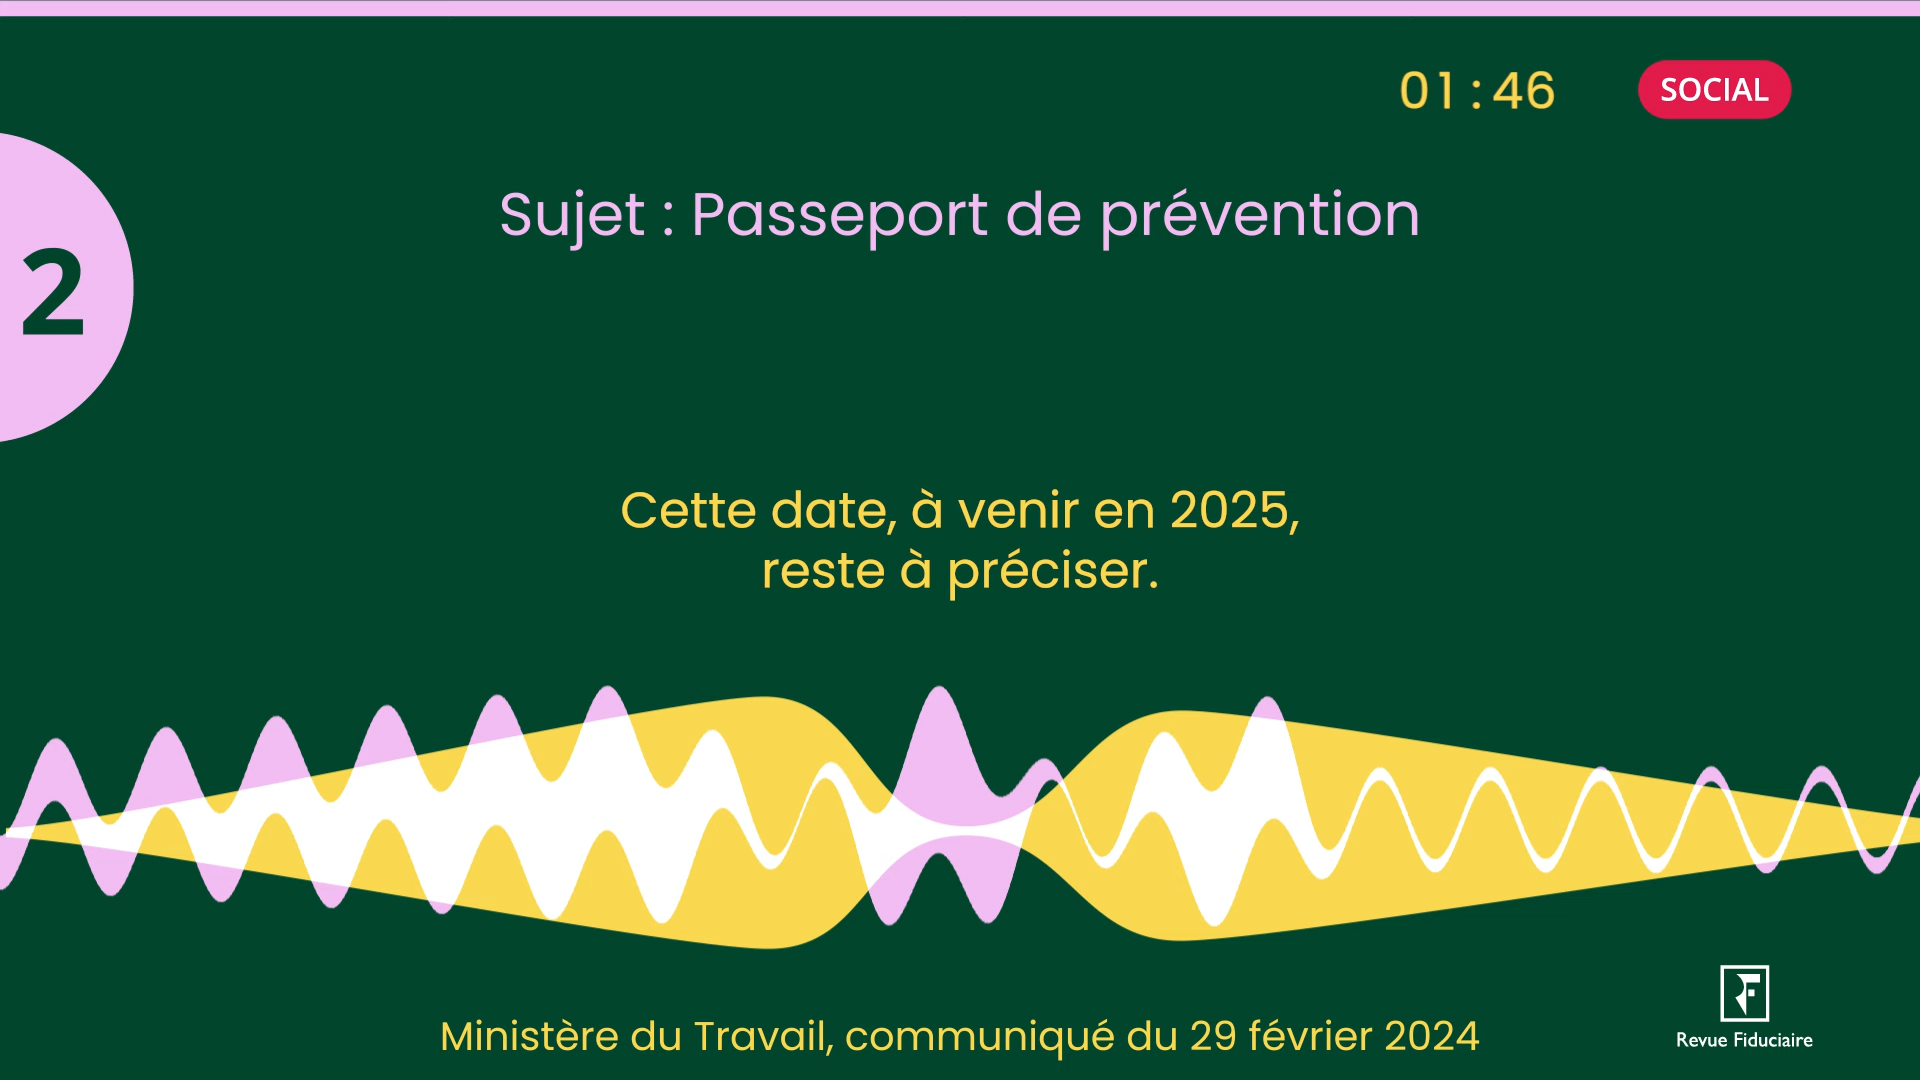 01:46
SOCIAL
2
Sujet : Passeport de prévention
Cette date, à venir en 2025,
reste à préciser.
Ministère du Travail, communiqué du 29 février 2024
RF
Revue Fiduciaire